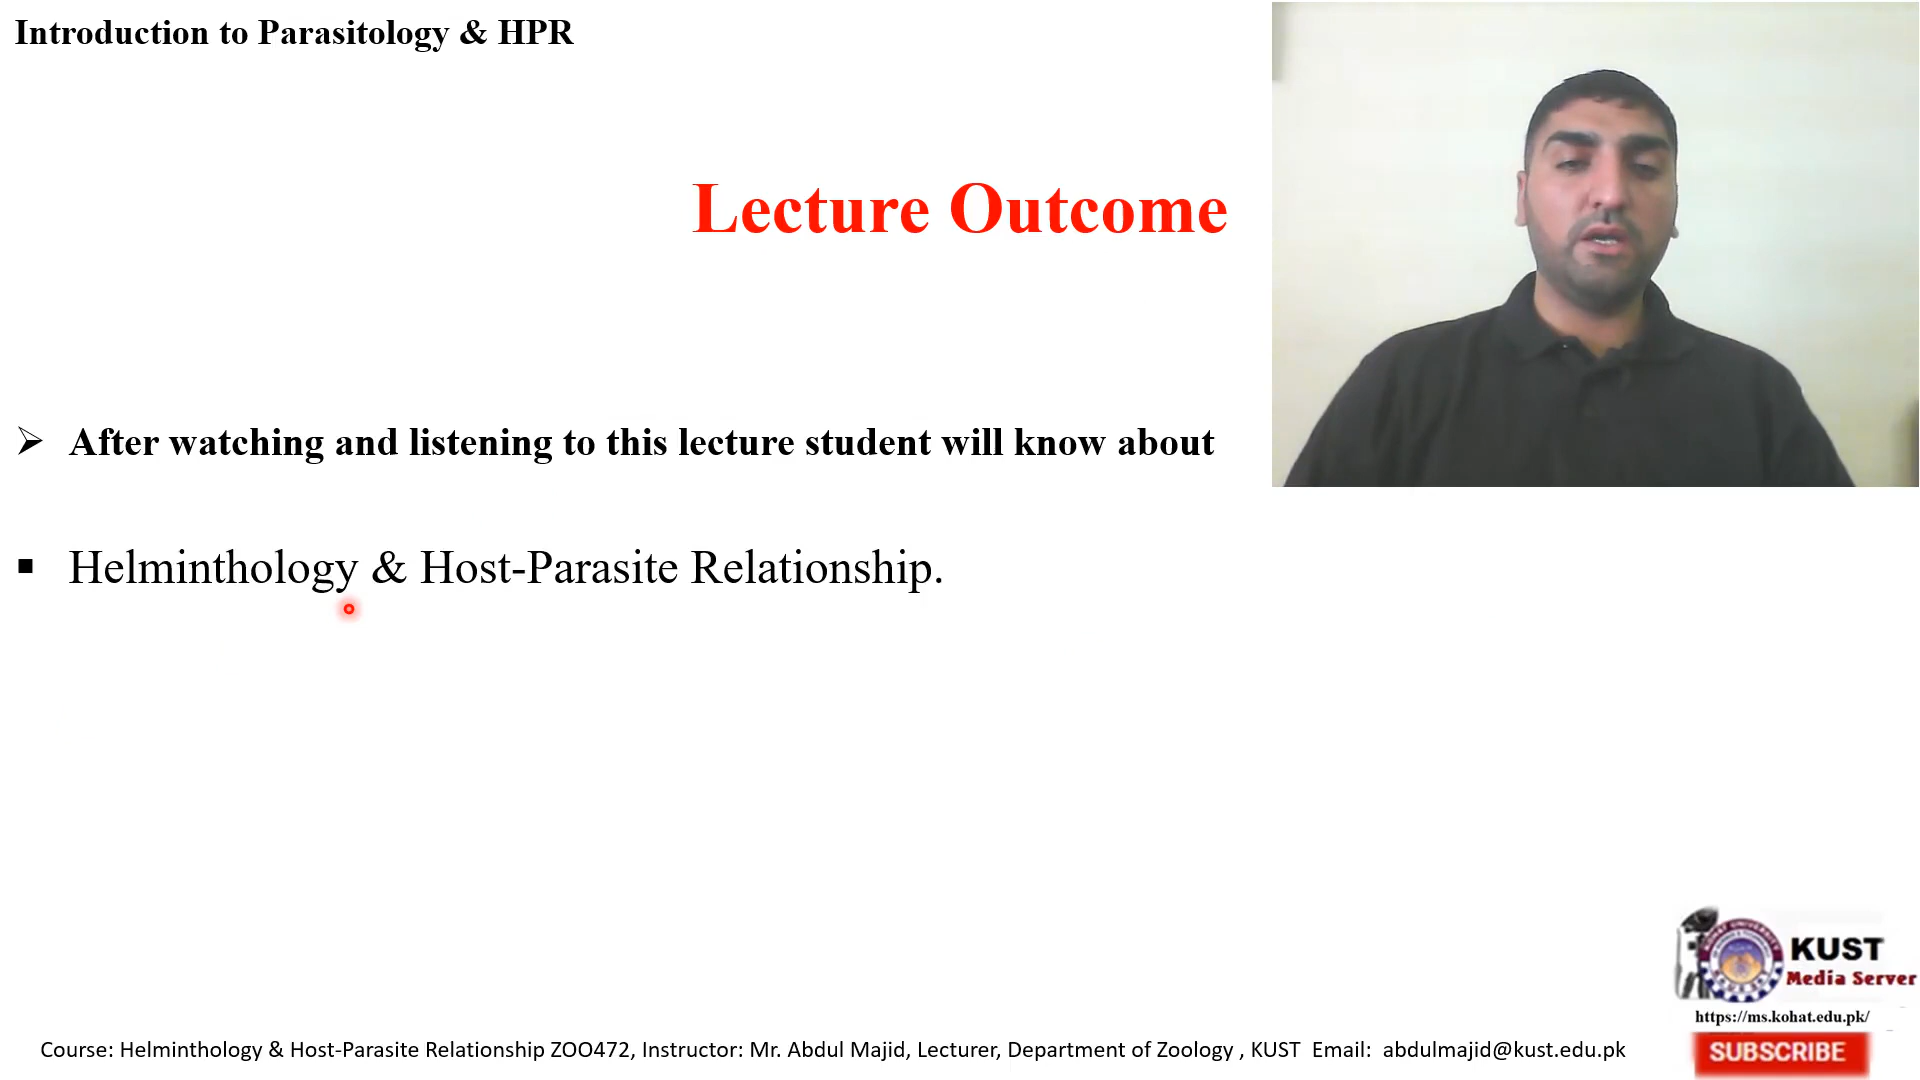 Introduction to Parasitology & HPR
Lecture Outcome
➢ After watching and listening to this lecture student will know about
▪ Helminthology & Host-Parasite Relationship.
KUST
Media Server
https://ms.kohat.edu.pk/
SUBSCRIBE
Course: Helminthology & Host-Parasite Relationship ZOO472, Instructor: Mr. Abdul Majid, Lecturer, Department of Zoology , KUST Email: abdulmajid@kust.edu.pk